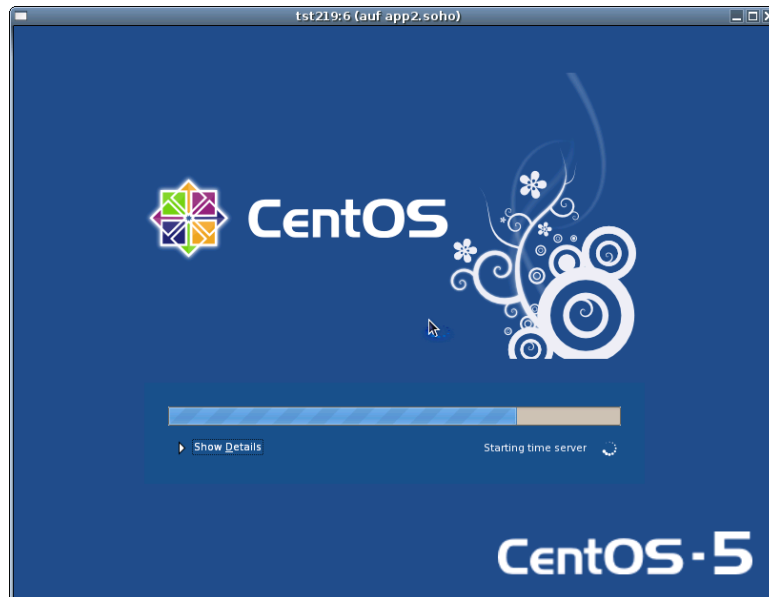 tst219:6 (auf app2.soho)
CentOS
Show Details
Starting time server
CentOS-5